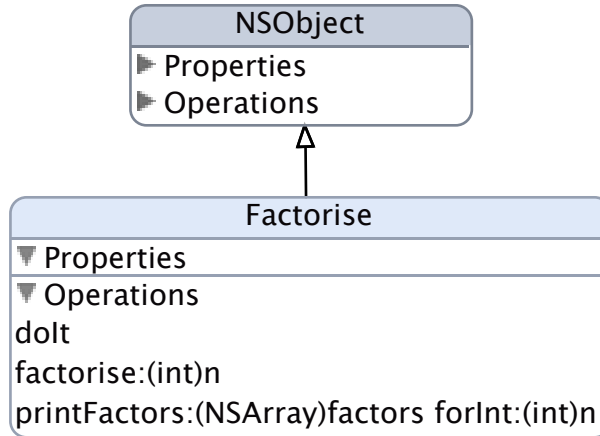 NSObject
Properties
Operations
Factorise
Properties
Operations
doIt
factorise:(int)n
printFactors:(NSArray)factors forInt:(int)n